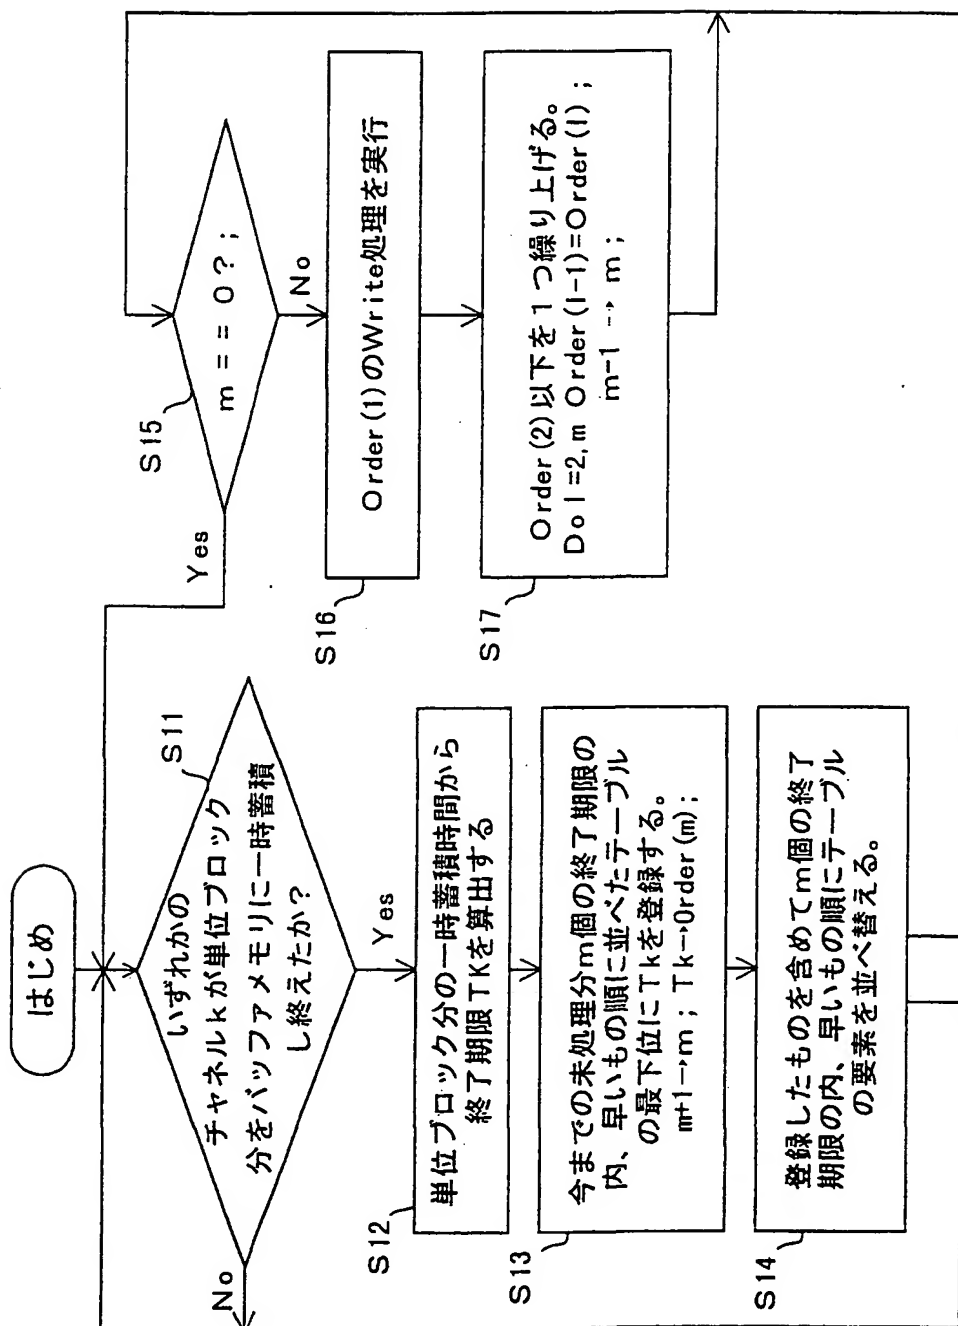 はじめ
S11
いずれかの
チャネルkが単位ブロック
分をバッファメモリに一時蓄積
し終えたか?
No
Yes
S12
単位ブロック分の一時蓄積時間から
終了期限TKを算出する
S13
今までの未処理分m個の終了期限の
内、早いもの順に並べたテーブル
の最下位にTkを登録する。
m+1→m; Tk→Order(m);
S14
登録したものを含めてm個の終了
期限の内、早いもの順にテーブル
の要素を並べ替える。
S15
m==0?;
Yes
No
S16
Order(1)のWrite処理を実行
S17
Order(2)以下を1つ繰り上げる。
Do l=2,m Order(l-1)=Order(l);
m-1→m;